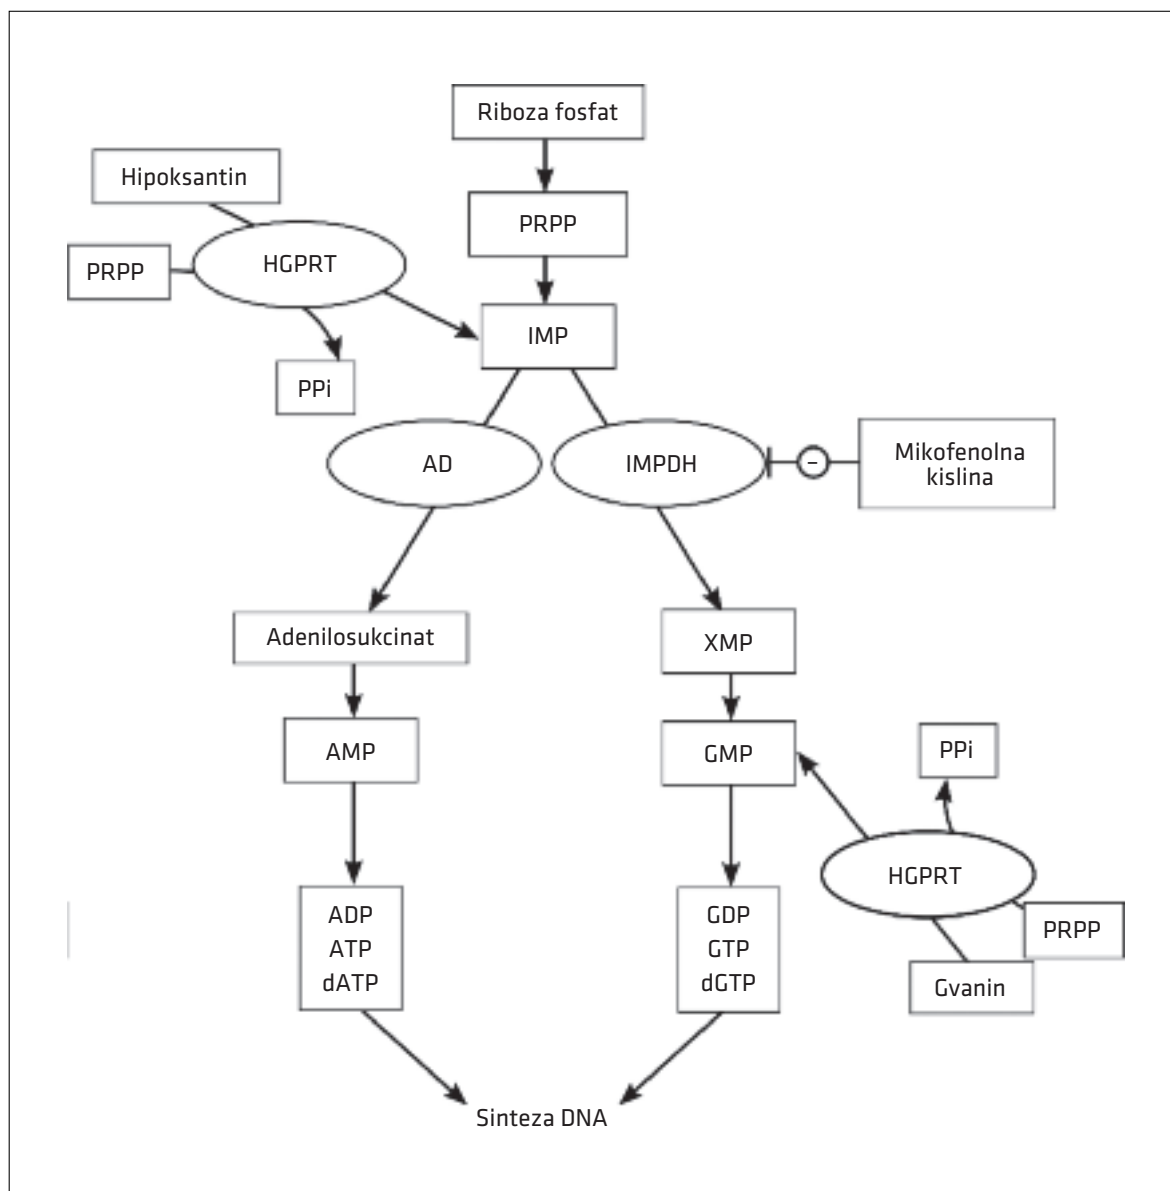 Riboza fosfat
Hipoksantin
PRPP
HGPRT
PRPP
IMP
PPi
AD
IMPDH
–
Mikofenolna
kislina
Adenilosukcinat
XMP
AMP
GMP
PPi
HGPRT
ADP
ATP
dATP
GDP
GTP
dGTP
PRPP
Gvanin
Sinteza DNA